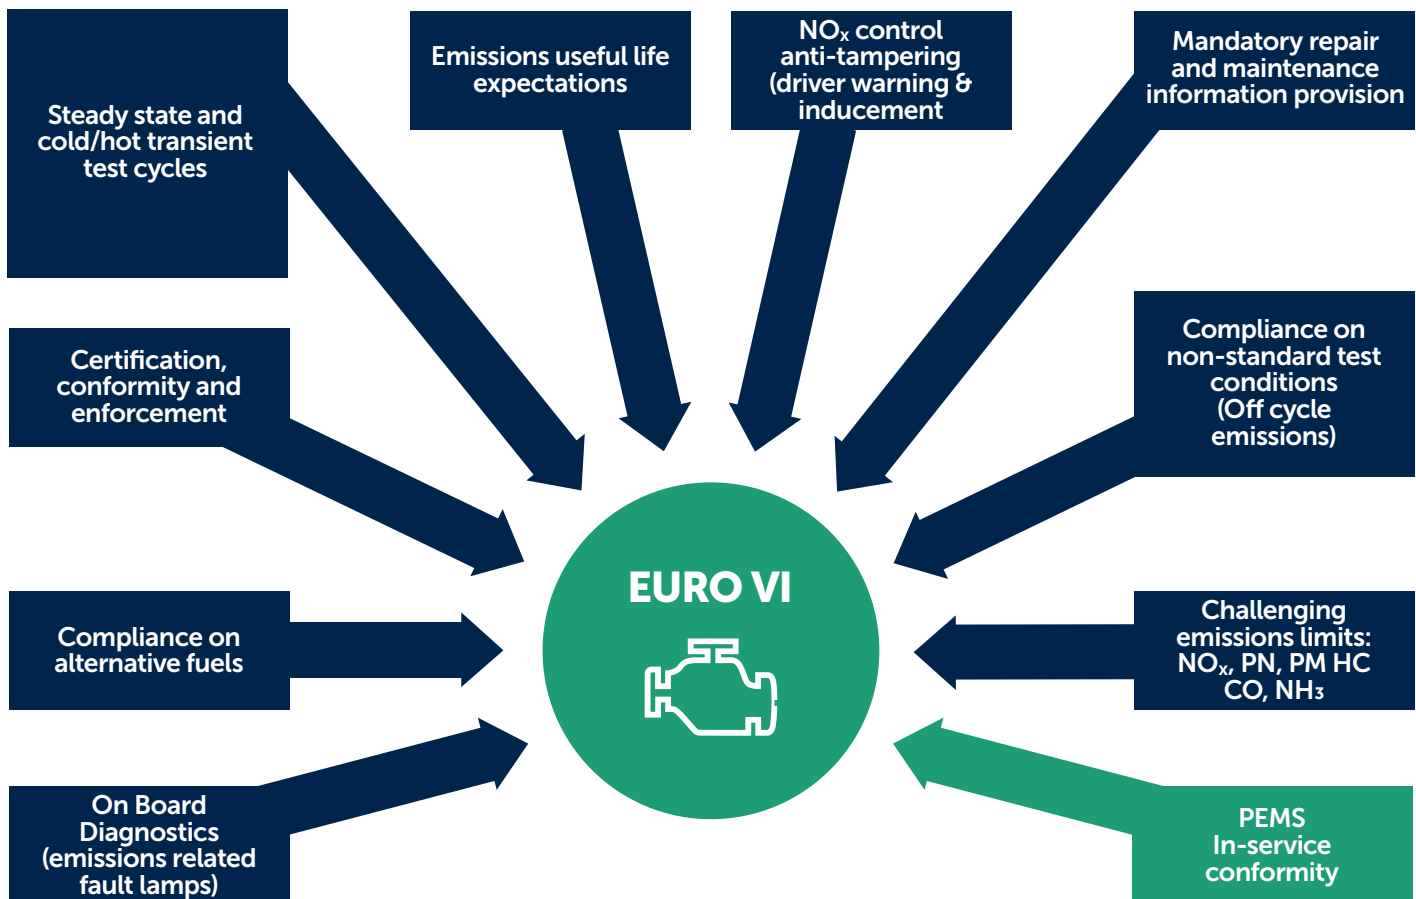 Steady state and
cold/hot transient
test cycles
Emissions useful life
expectations
NOₓ control
anti-tampering
(driver warning &
inducement
Mandatory repair
and maintenance
information provision
Certification,
conformity and
enforcement
Compliance on
non-standard test
conditions
(Off cycle
emissions)
EURO VI
Compliance on
alternative fuels
Challenging
emissions limits:
NOₓ, PN, PM HC
CO, NH₃
On Board
Diagnostics
(emissions related
fault lamps)
PEMS
In-service
conformity